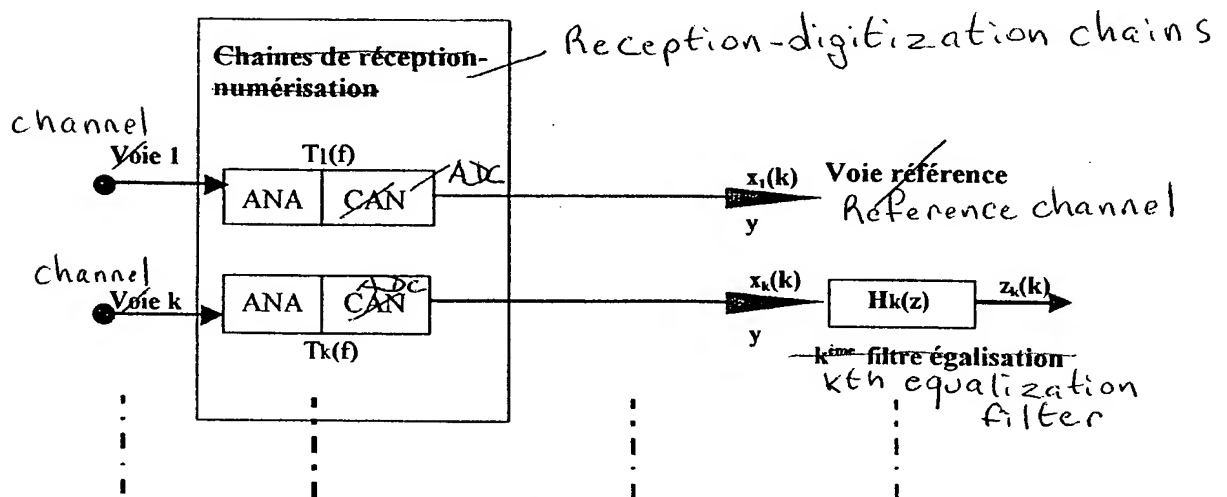 Chaines de réception-
numérisation
Reception-digitization chains
channel
Voie 1
T1(f)
ANA
CAN
ADC
x1(k)
y
Voie référence
Reference channel
channel
Voie k
ANA
CAN
ADC
Tk(f)
xk(k)
y
Hk(z)
zk(k)
kème filtre égalisation
kth equalization
filter